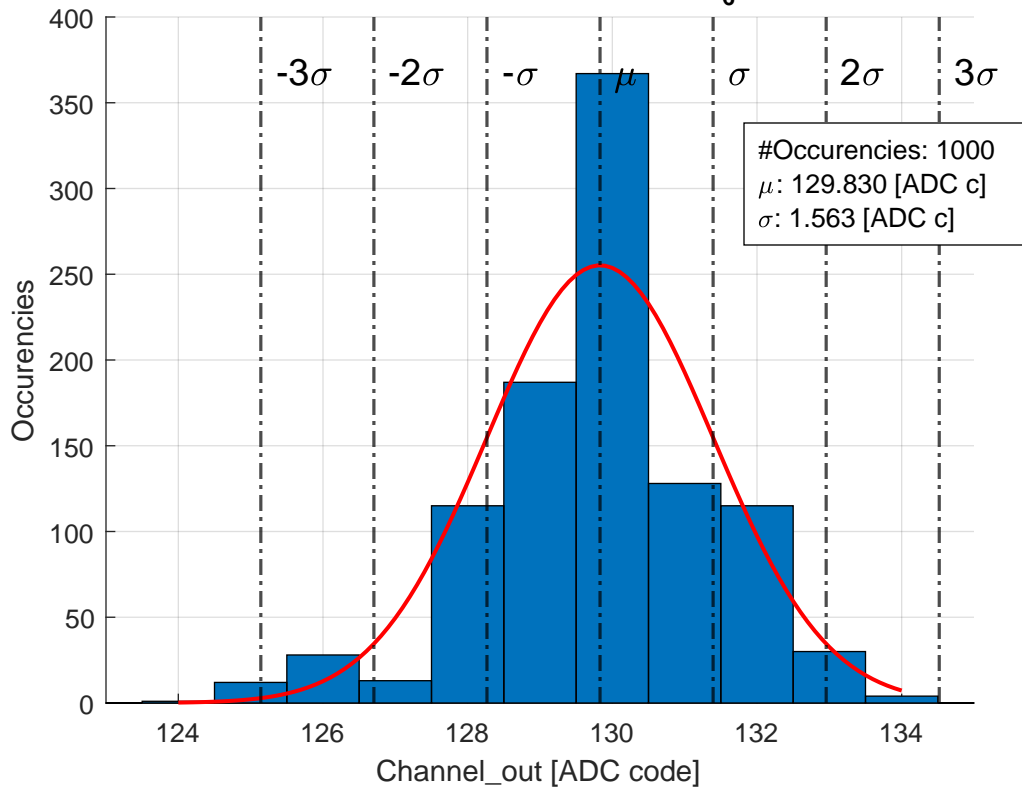 400
350
300
250
200
150
100
50
0
Occurencies
-3σ -2σ -σ μ σ 2σ 3σ
#Occurencies: 1000
μ: 129.830 [ADC c]
σ: 1.563 [ADC c]
124 126 128 130 132 134
Channel_out [ADC code]